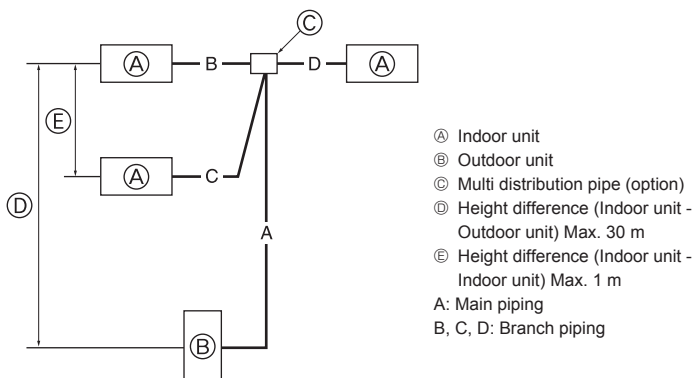 Ⓒ
Ⓐ B D Ⓐ
Ⓔ
Ⓐ C
Ⓓ
A
Ⓑ
Ⓐ Indoor unit
Ⓑ Outdoor unit
Ⓒ Multi distribution pipe (option)
Ⓓ Height difference (Indoor unit -
Outdoor unit) Max. 30 m
Ⓔ Height difference (Indoor unit -
Indoor unit) Max. 1 m
A: Main piping
B, C, D: Branch piping